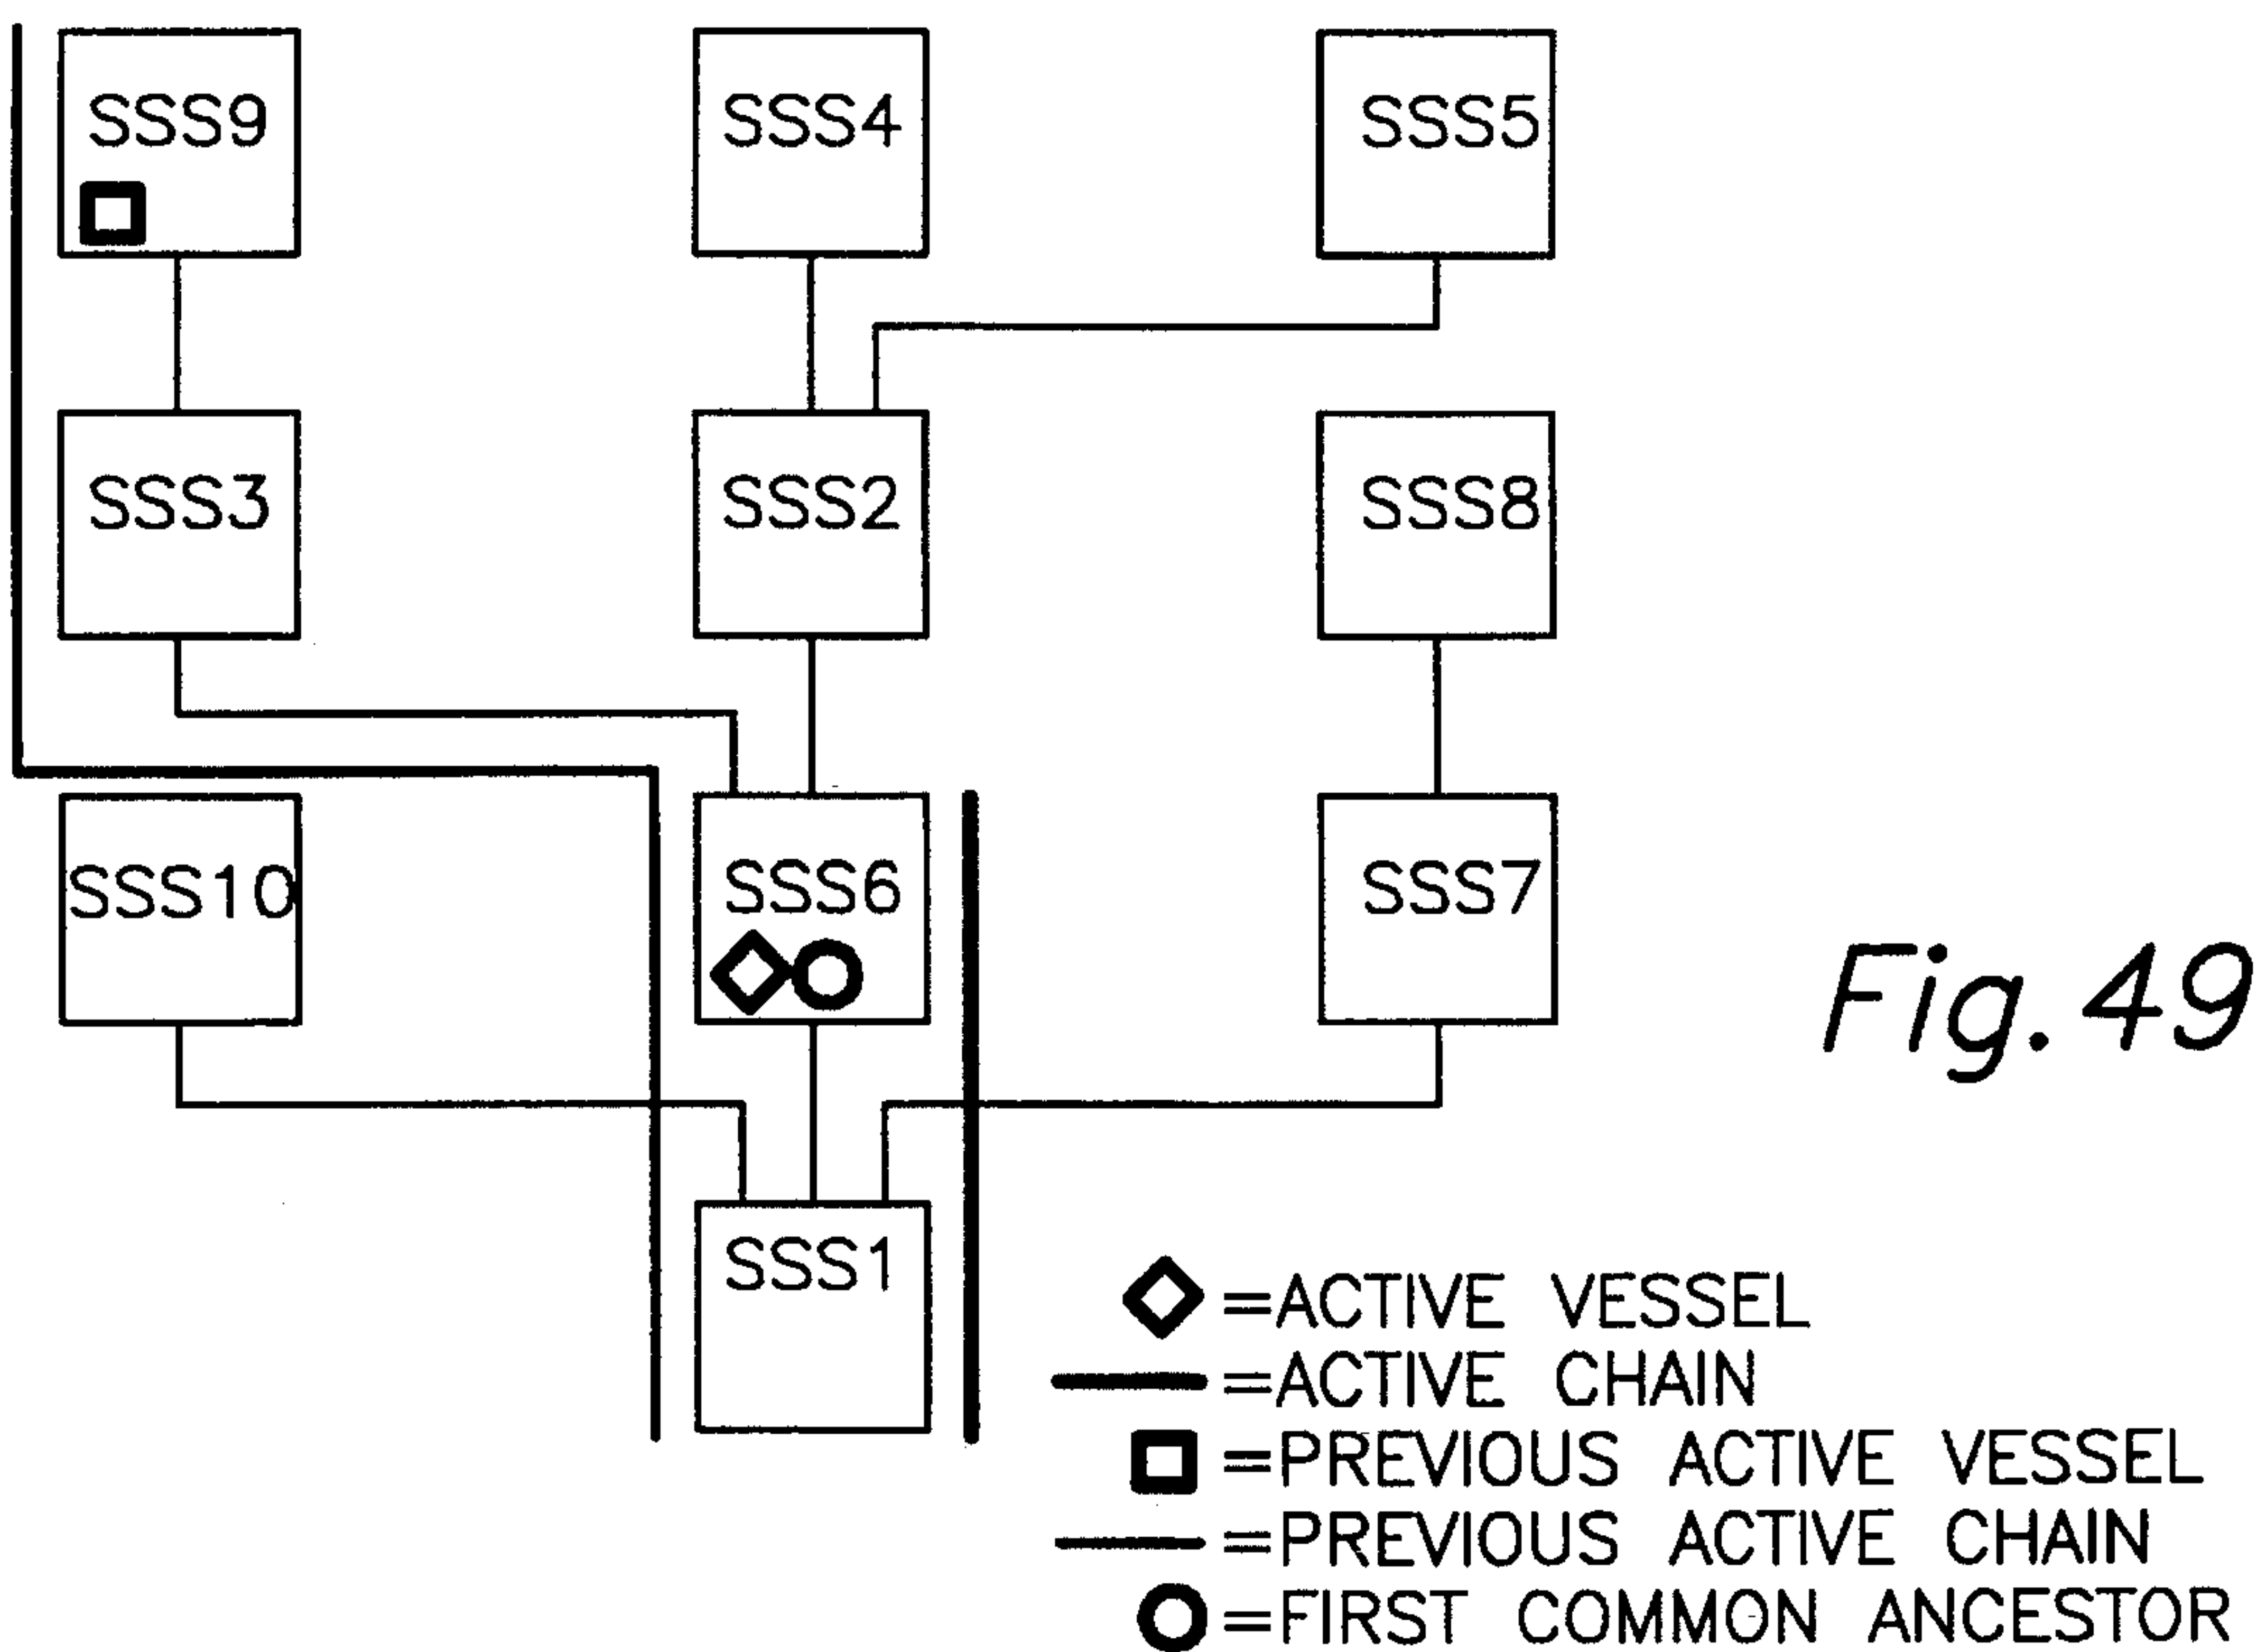 SSS9
SSS4
SSS5
SSS3
SSS2
SSS8
SSS10
SSS6
SSS7
Fig. 49
SSS1
=ACTIVE VESSEL
=ACTIVE CHAIN
=PREVIOUS ACTIVE VESSEL
=PREVIOUS ACTIVE CHAIN
=FIRST COMMON ANCESTOR